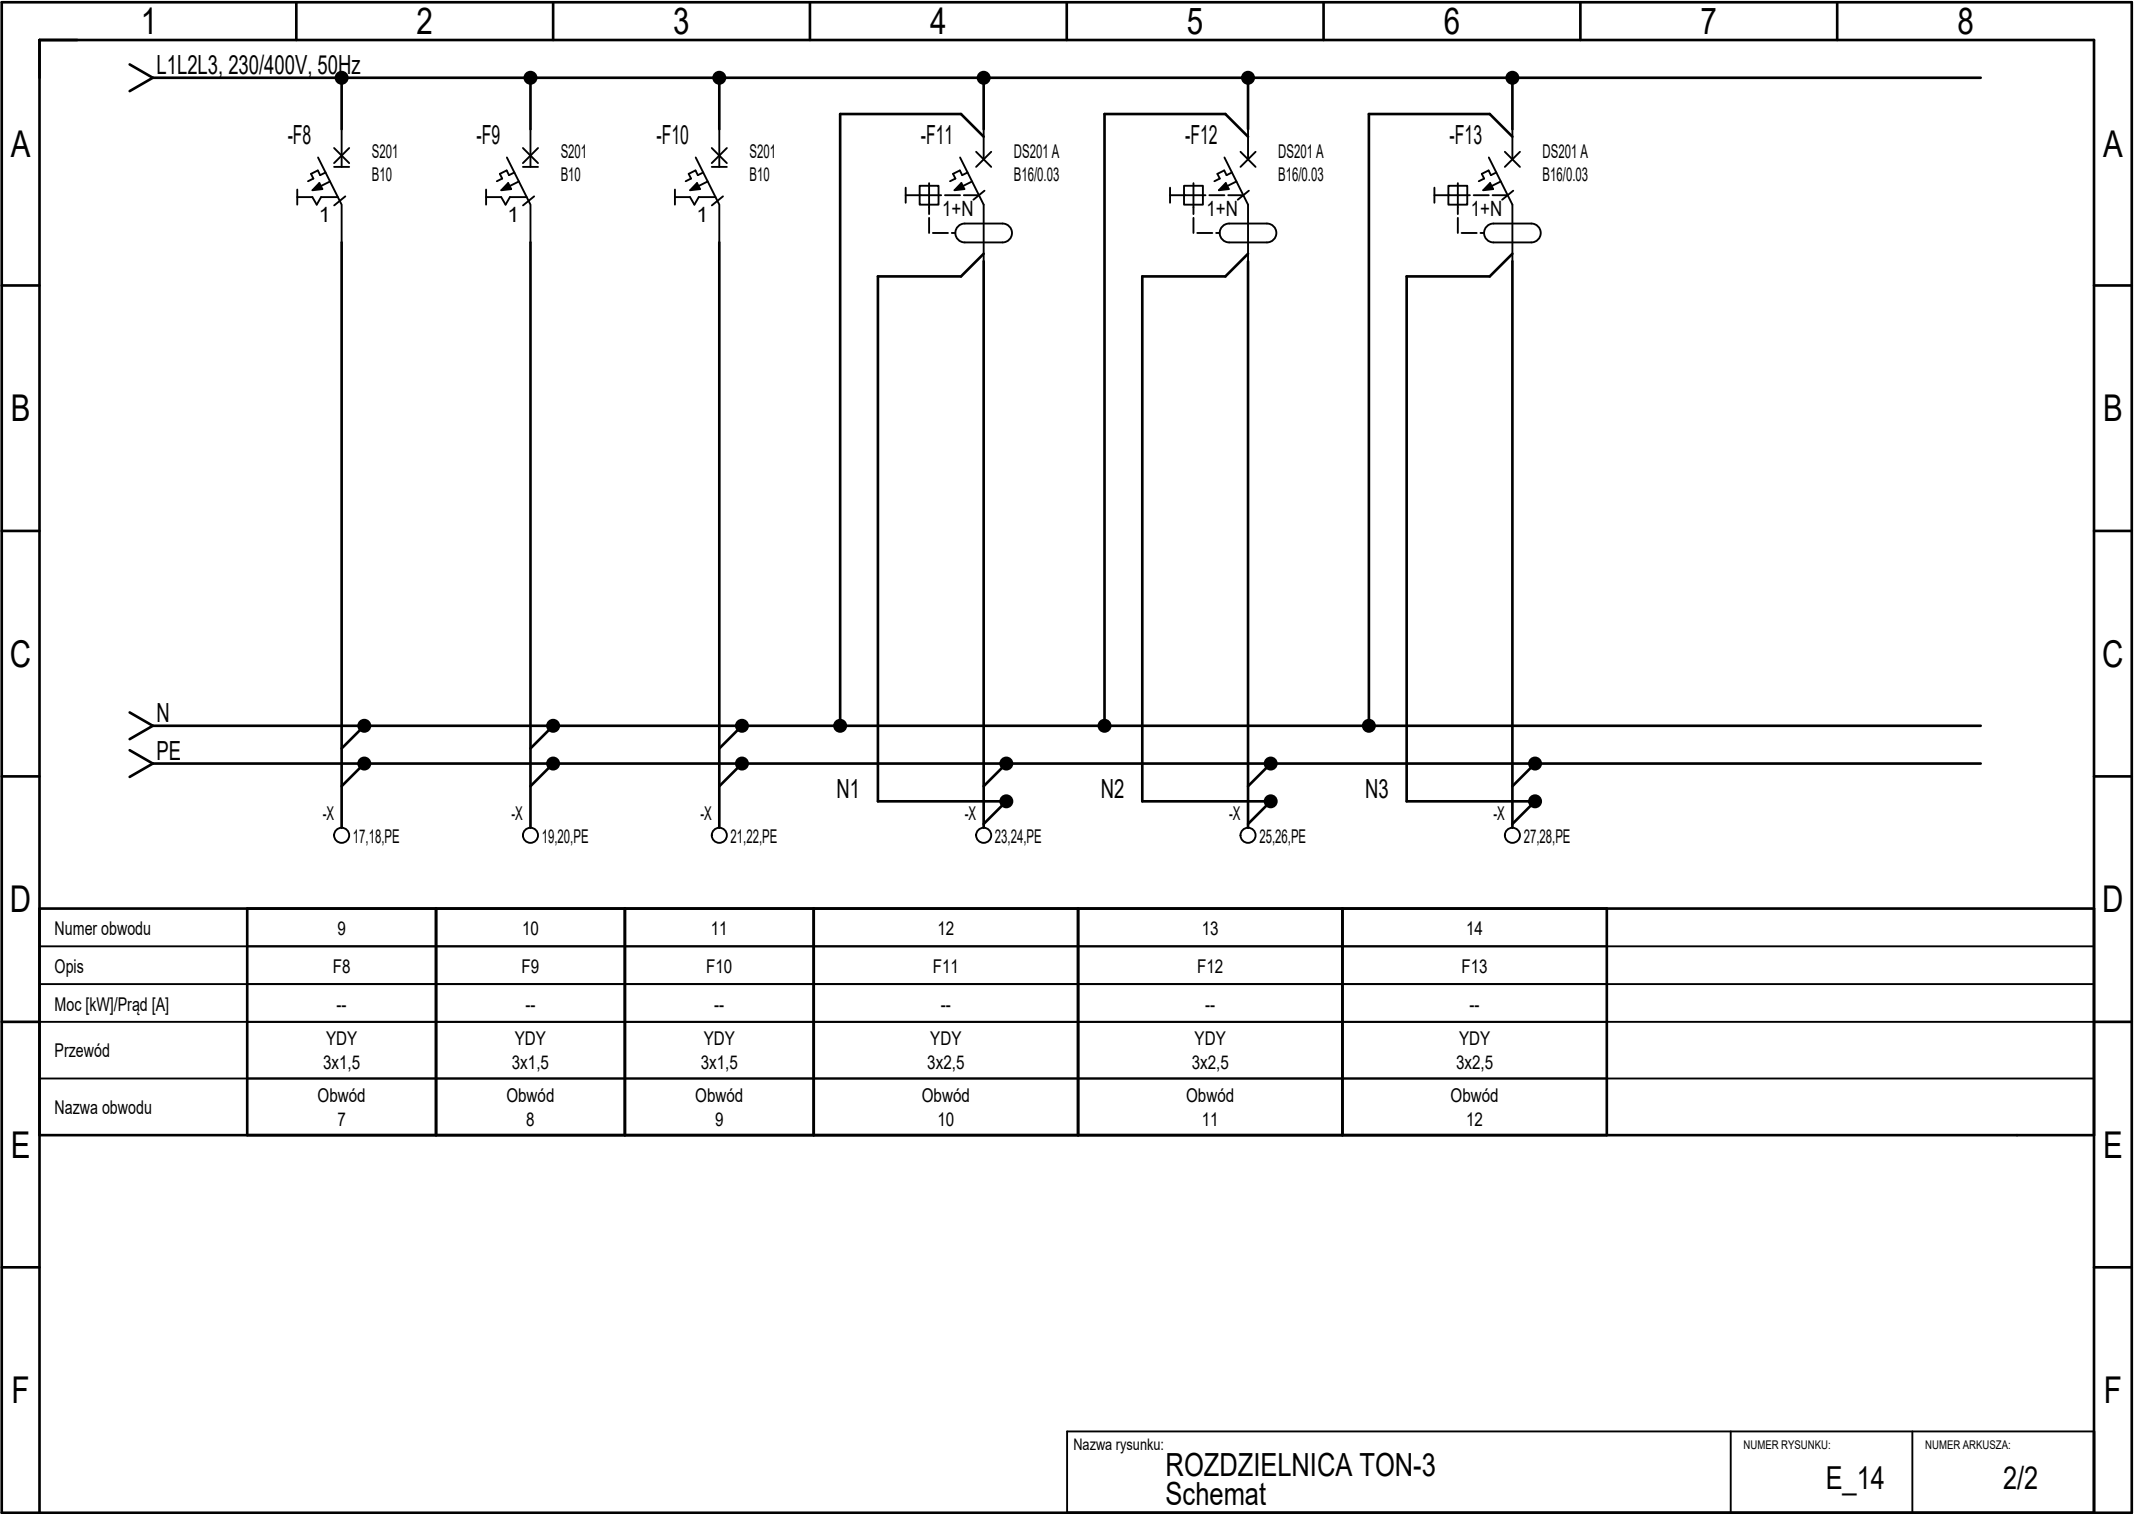 1 2 3 4 5 6 7 8
L1L2L3, 230/400V, 50Hz
A A
-F8 S201
B10
1
-F9 S201
B10
1
-F10 S201
B10
1
-F11 DS201 A
B16/0.03
1+N
-F12 DS201 A
B16/0.03
1+N
-F13 DS201 A
B16/0.03
1+N
B B
C C
N
PE
N1 N2 N3
-X -X -X -X -X -X
17,18,PE 19,20,PE 21,22,PE 23,24,PE 25,26,PE 27,28,PE
D D
Numer obwodu 9 10 11 12 13 14
Opis F8 F9 F10 F11 F12 F13
Moc [kW]/Prąd [A] -- -- -- -- -- --
Przewód YDY YDY YDY YDY YDY YDY
3x1,5 3x1,5 3x1,5 3x2,5 3x2,5 3x2,5
Nazwa obwodu Obwód Obwód Obwód Obwód Obwód Obwód
7 8 9 10 11 12
E E
F F
Nazwa rysunku:
ROZDZIELNICA TON-3
Schemat
NUMER RYSUNKU:
E_14
NUMER ARKUSZA:
2/2